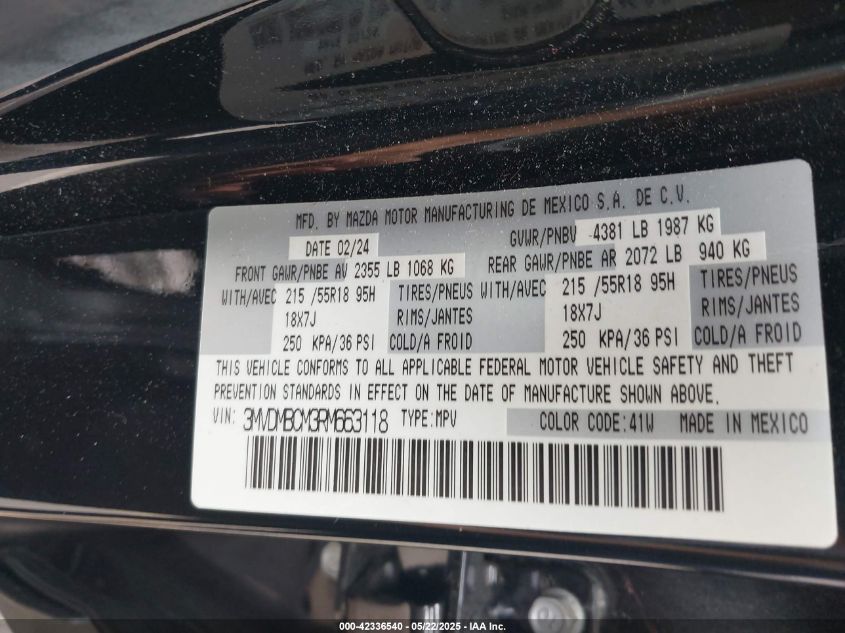 MFD. BY MAZDA MOTOR MANUFACTURING DE MEXICO S.A. DE C.V.
DATE 02/24 GVWR/PNBV 4381 LB 1987 KG
FRONT GAWR/PNBE AV 2355 LB 1068 KG REAR GAWR/PNBE AR 2072 LB 940 KG
WITH/AVEC 215 /55R18 95H TIRES/PNEUS WITH/AVEC 215 /55R18 95H TIRES/PNEUS
18X7J RIMS/JANTES 18X7J RIMS/JANTES
250 KPA/36 PSI COLD/A FROID 250 KPA/36 PSI COLD/A FROID
THIS VEHICLE CONFORMS TO ALL APPLICABLE FEDERAL MOTOR VEHICLE SAFETY AND THEFT
PREVENTION STANDARDS IN EFFECT ON THE DATE OF MANUFACTURE SHOWN ABOVE.
VIN: 3MVDMBCM3RM663118 TYPE:MPV COLOR CODE:41W MADE IN MEXICO
000-42336540 - 05/22/2025 - IAA Inc.